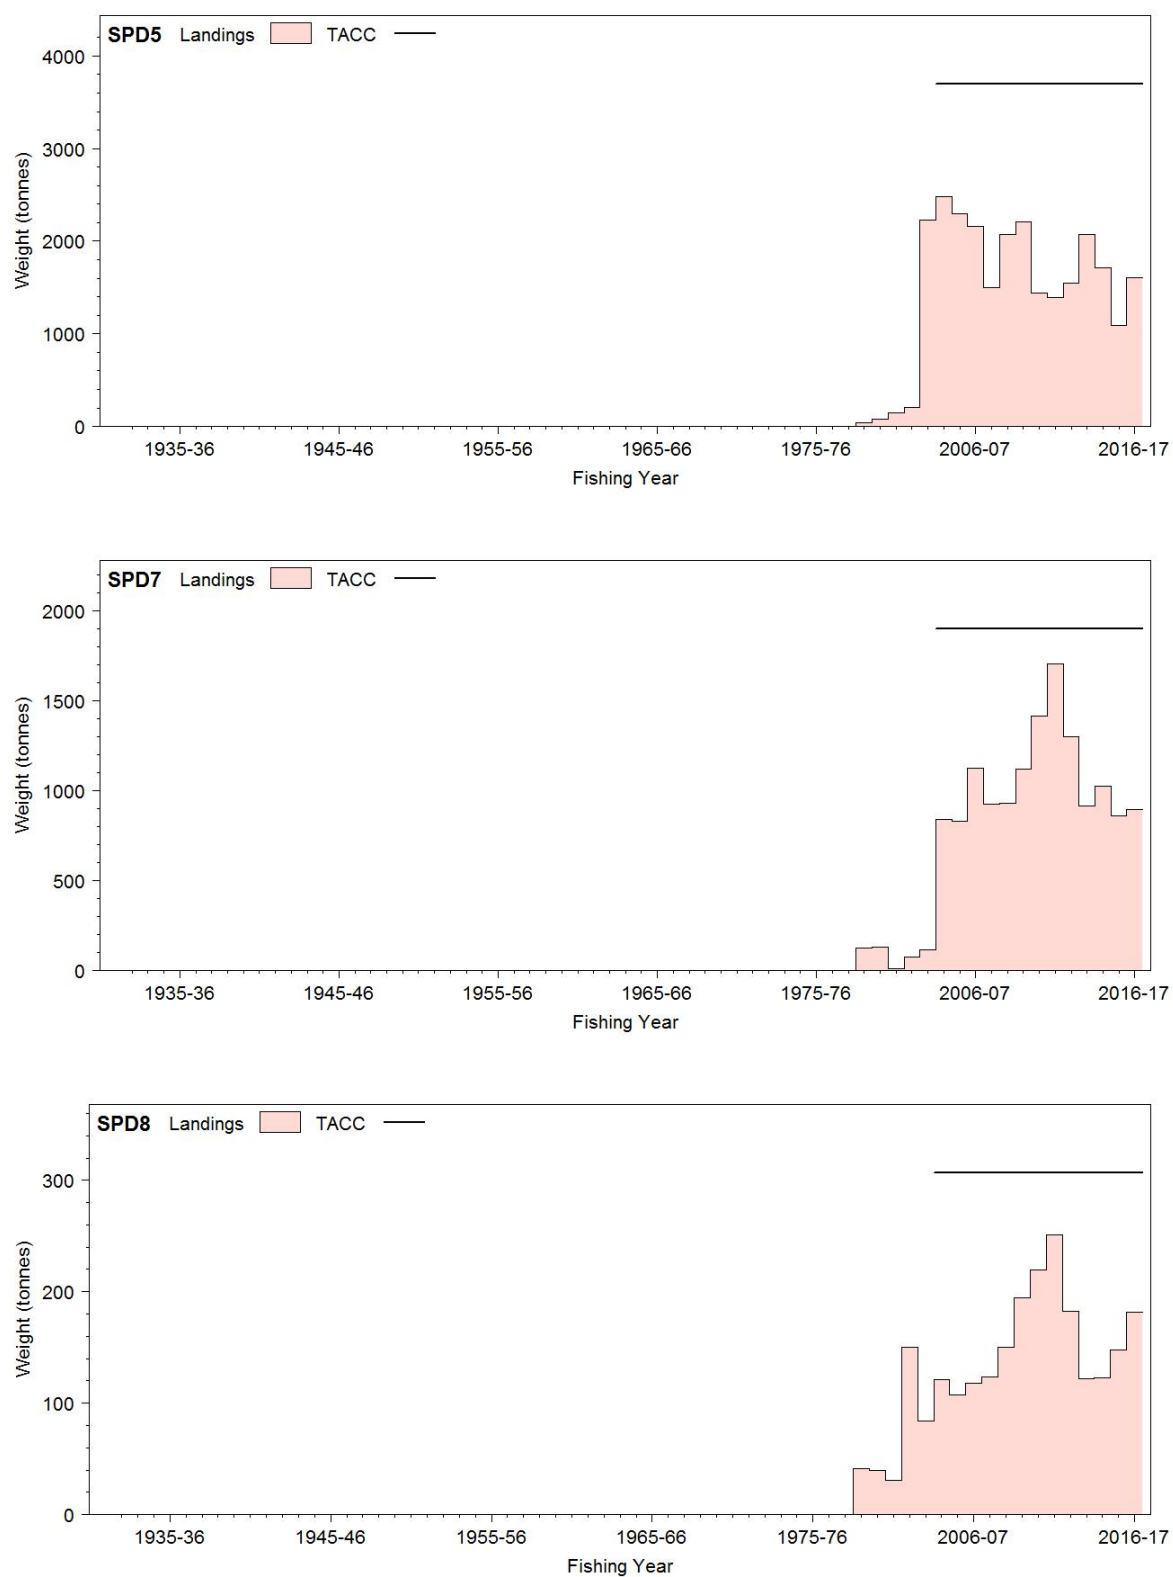 SPD5 Landings TACC
4000
3000
2000
1000
0
Weight (tonnes)
1935-36 1945-46 1955-56 1965-66 1975-76 2006-07 2016-17
Fishing Year
SPD7 Landings TACC
2000
1500
1000
500
0
Weight (tonnes)
1935-36 1945-46 1955-56 1965-66 1975-76 2006-07 2016-17
Fishing Year
SPD8 Landings TACC
300
200
100
0
Weight (tonnes)
1935-36 1945-46 1955-56 1965-66 1975-76 2006-07 2016-17
Fishing Year